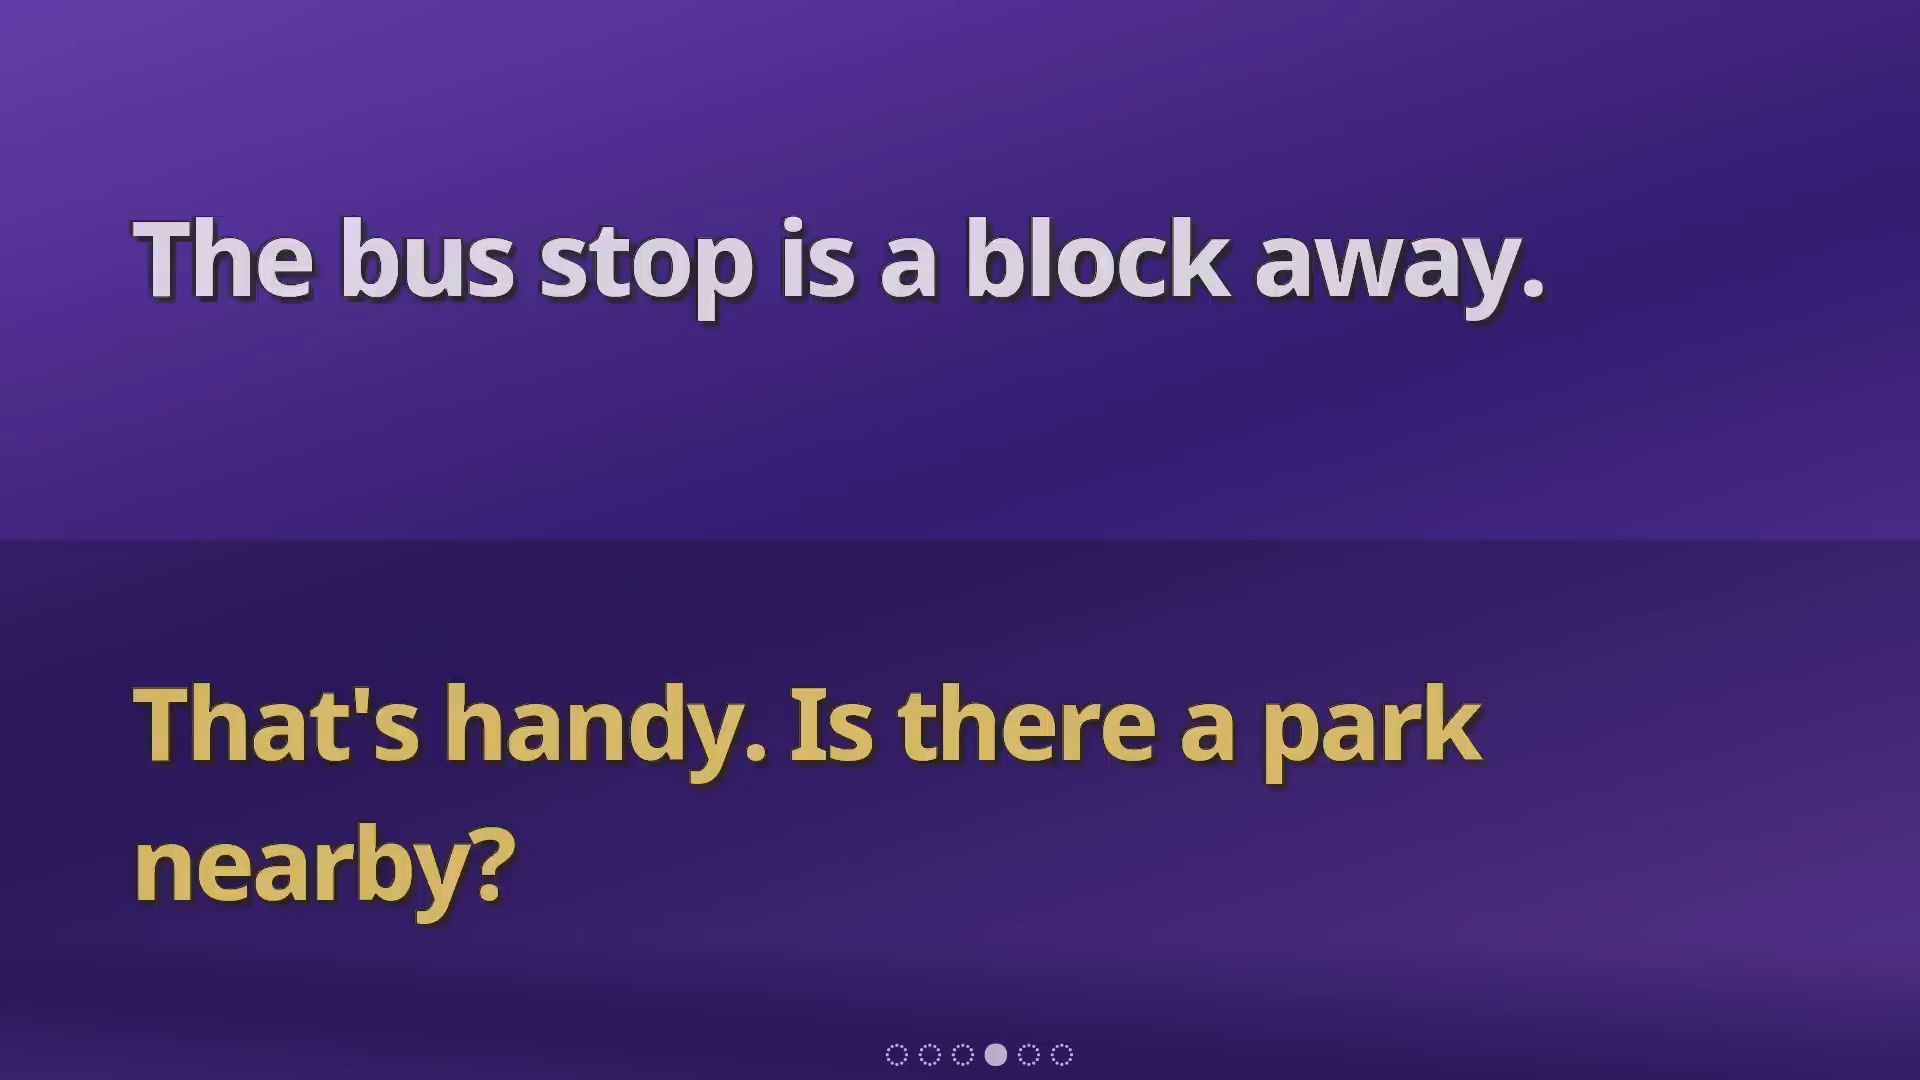 The bus stop is a block away.
That's handy. Is there a park
nearby?